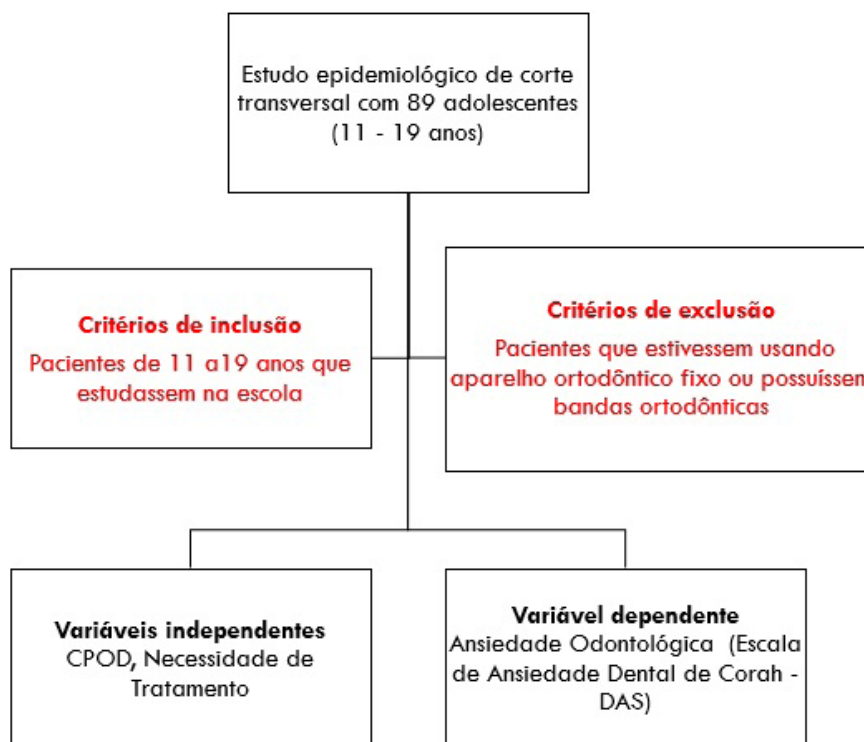 Estudo epidemiológico de corte
transversal com 89 adolescentes
(11 - 19 anos)
Critérios de inclusão
Pacientes de 11 a19 anos que
estudassem na escola
Critérios de exclusão
Pacientes que estivessem usando
aparelho ortodôntico fixo ou possuíssem
bandas ortodônticas
Variáveis independentes
CPOD, Necessidade de
Tratamento
Variável dependente
Ansiedade Odontológica (Escala
de Ansiedade Dental de Corah -
DAS)